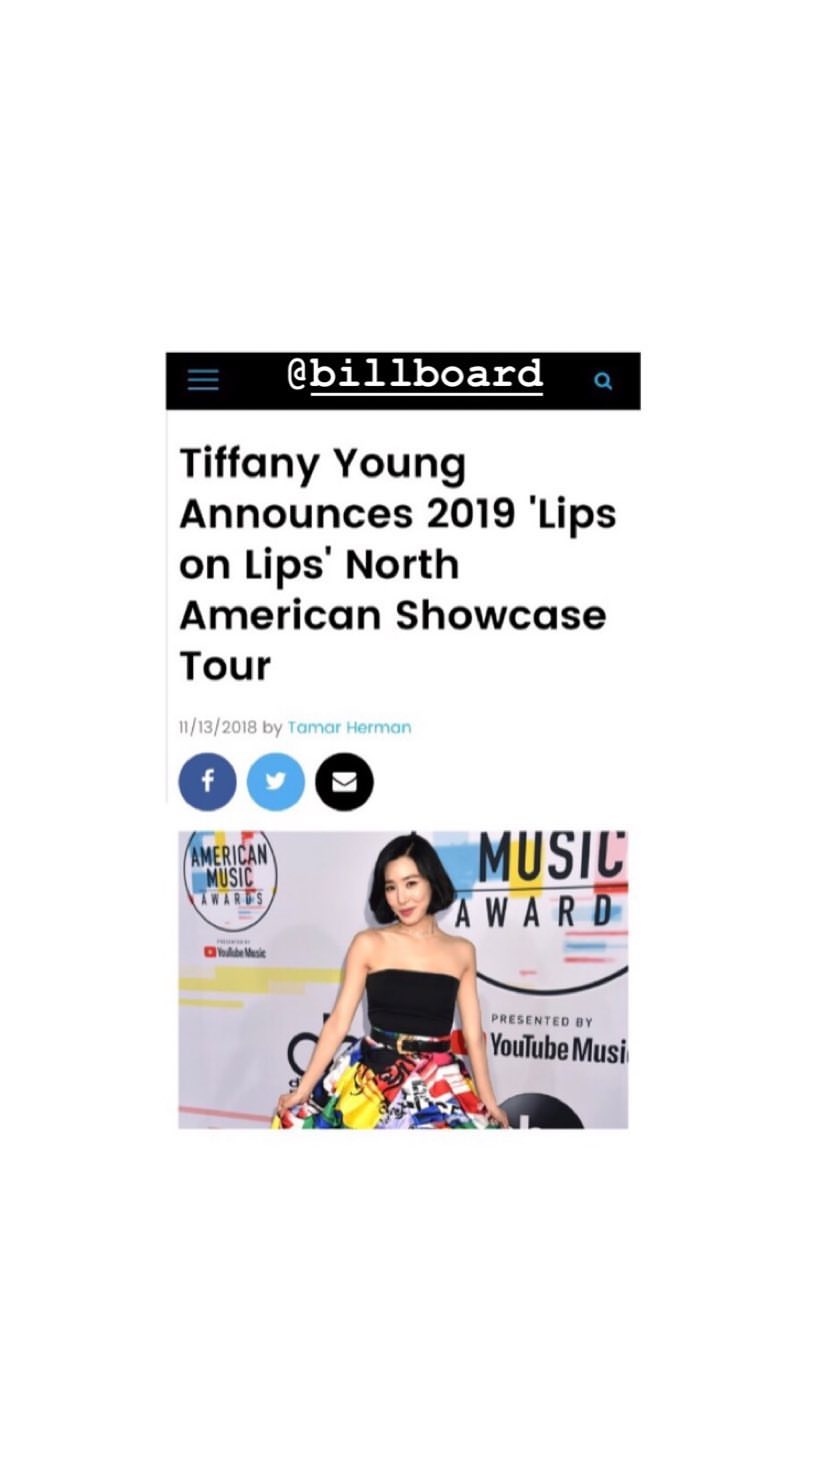 @billboard
Tiffany Young
Announces 2019 'Lips
on Lips' North
American Showcase
Tour
11/13/2018 by Tamar Herman
AMERICAN
MUSIC
AWARDS
PRESENTED BY
YouTube Music
MUSIC
AWARD
PRESENTED BY
YouTube Musi